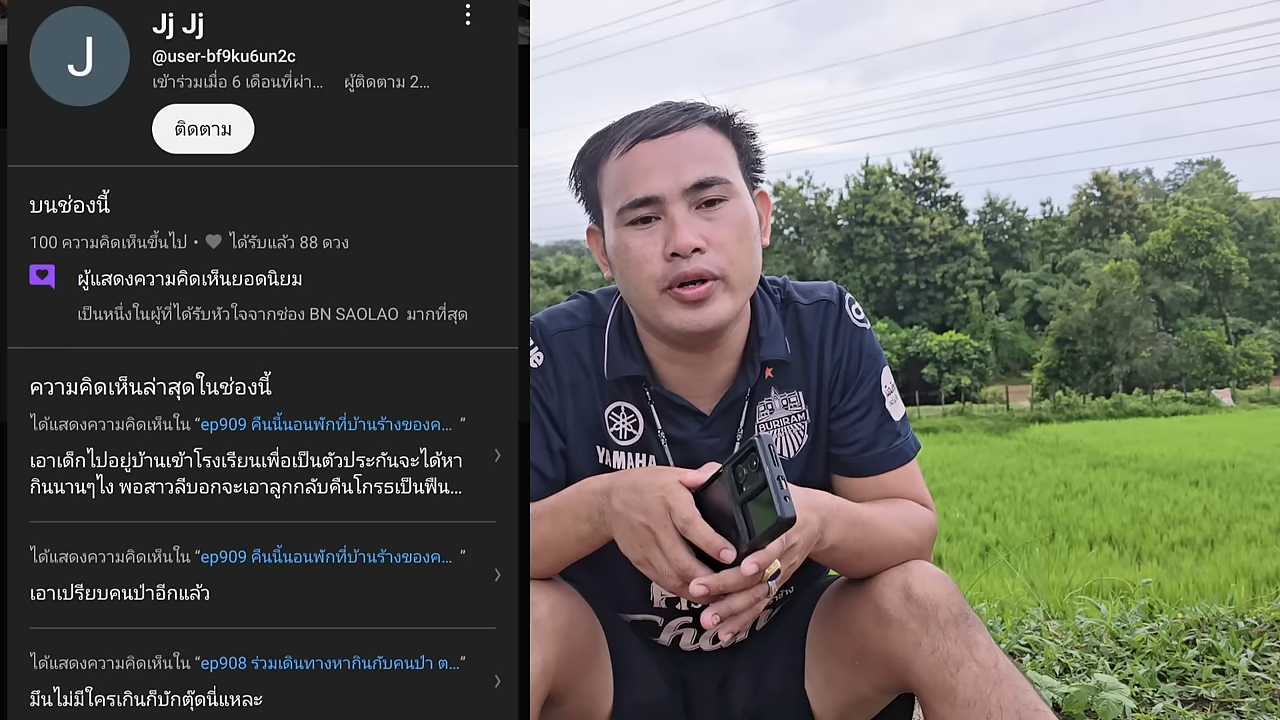 J
Jj Jj
@user-bf9ku6un2c
เข้าร่วมเมื่อ 6 เดือนที่ผ่า… ผู้ติดตาม 2…
ติดตาม
บนช่องนี้
100 ความคิดเห็นขึ้นไป • ได้รับแล้ว 88 ดวง
ผู้แสดงความคิดเห็นยอดนิยม
เป็นหนึ่งในผู้ที่ได้รับหัวใจจากช่อง BN SAOLAO มากที่สุด
ความคิดเห็นล่าสุดในช่องนี้
ได้แสดงความคิดเห็นใน “ep909 คืนนี้นอนพักที่บ้านร้างของค… ”
เอาเด็กไปอยู่บ้านเข้าโรงเรียนเพื่อเป็นตัวประกันจะได้หา
กินนานๆไง พอสาวลีบอกจะเอาลูกกลับคืนโกรธเป็นฟืน…
ได้แสดงความคิดเห็นใน “ep909 คืนนี้นอนพักที่บ้านร้างของค… ”
เอาเปรียบคนป่าอีกแล้ว
ได้แสดงความคิดเห็นใน “ep908 ร่วมเดินทางหากินกับคนป่า ต…”
มึนไม่มีใครเกินก็บักตุ๊ดนี่แหละ
YAMAHA
BURIRAM
Chan